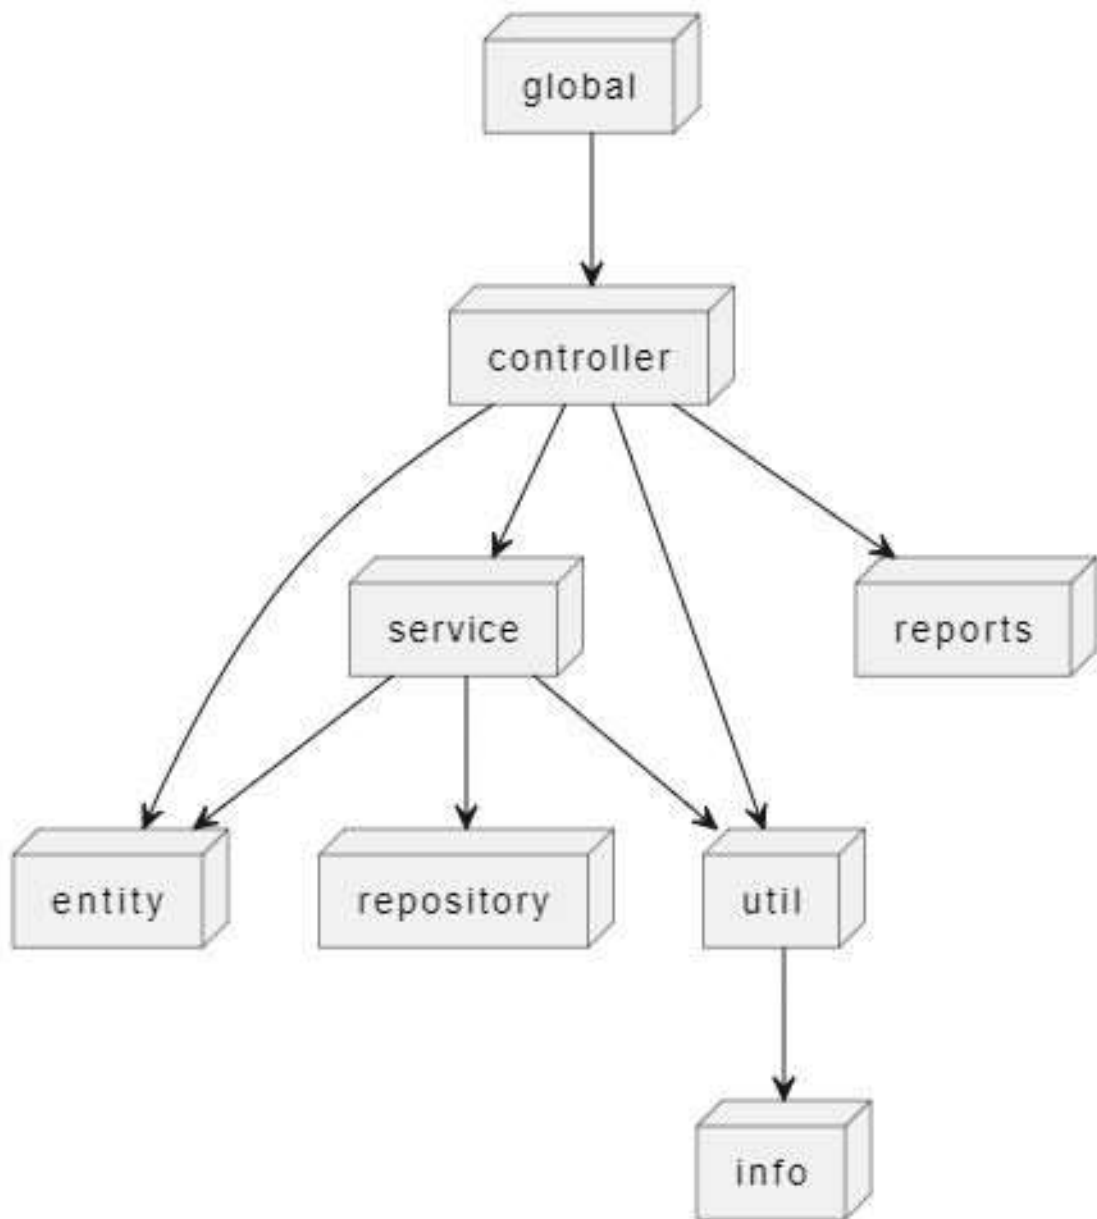 global
controller
service
reports
entity
repository
util
info